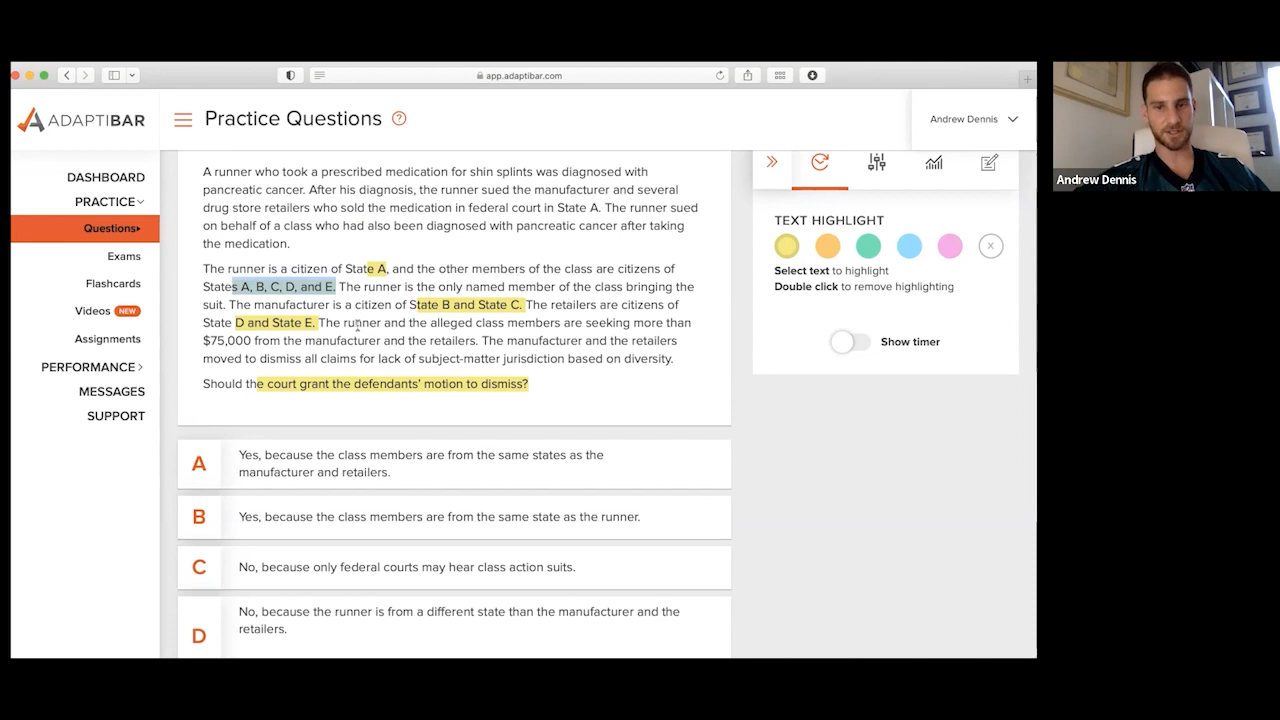 app.adaptibar.com
ADAPTIBAR
Practice Questions
?
Andrew Dennis
DASHBOARD
PRACTICE
Questions
Exams
Flashcards
Videos NEW
Assignments
PERFORMANCE
MESSAGES
SUPPORT
A runner who took a prescribed medication for shin splints was diagnosed with
pancreatic cancer. After his diagnosis, the runner sued the manufacturer and several
drug store retailers who sold the medication in federal court in State A. The runner sued
on behalf of a class who had also been diagnosed with pancreatic cancer after taking
the medication.
The runner is a citizen of State A, and the other members of the class are citizens of
States A, B, C, D, and E. The runner is the only named member of the class bringing the
suit. The manufacturer is a citizen of State B and State C. The retailers are citizens of
State D and State E. The runner and the alleged class members are seeking more than
$75,000 from the manufacturer and the retailers. The manufacturer and the retailers
moved to dismiss all claims for lack of subject-matter jurisdiction based on diversity.
Should the court grant the defendants' motion to dismiss?
A
Yes, because the class members are from the same states as the
manufacturer and retailers.
B
Yes, because the class members are from the same state as the runner.
C
No, because only federal courts may hear class action suits.
D
No, because the runner is from a different state than the manufacturer and the
retailers.
TEXT HIGHLIGHT
X
Select text to highlight
Double click to remove highlighting
Show timer
Andrew Dennis